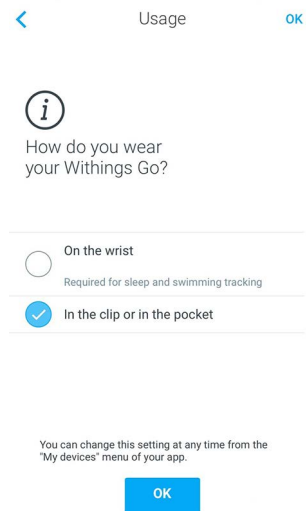 Usage
OK
i
How do you wear
your Withings Go?
On the wrist
Required for sleep and swimming tracking
In the clip or in the pocket
You can change this setting at any time from the
"My devices" menu of your app.
OK